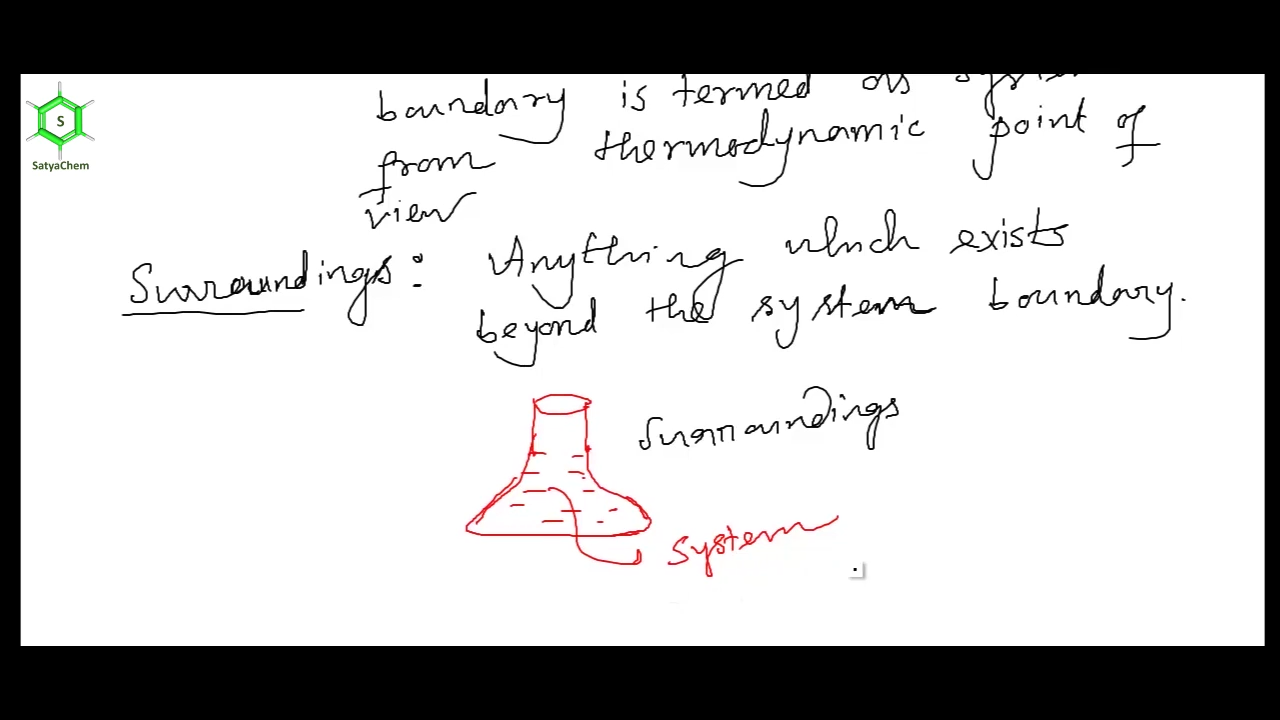 S
SatyaChem
boundary is termed as
from thermodynamic point of
view
Surroundings: Anything which exists
beyond the system boundary.
surroundings
system